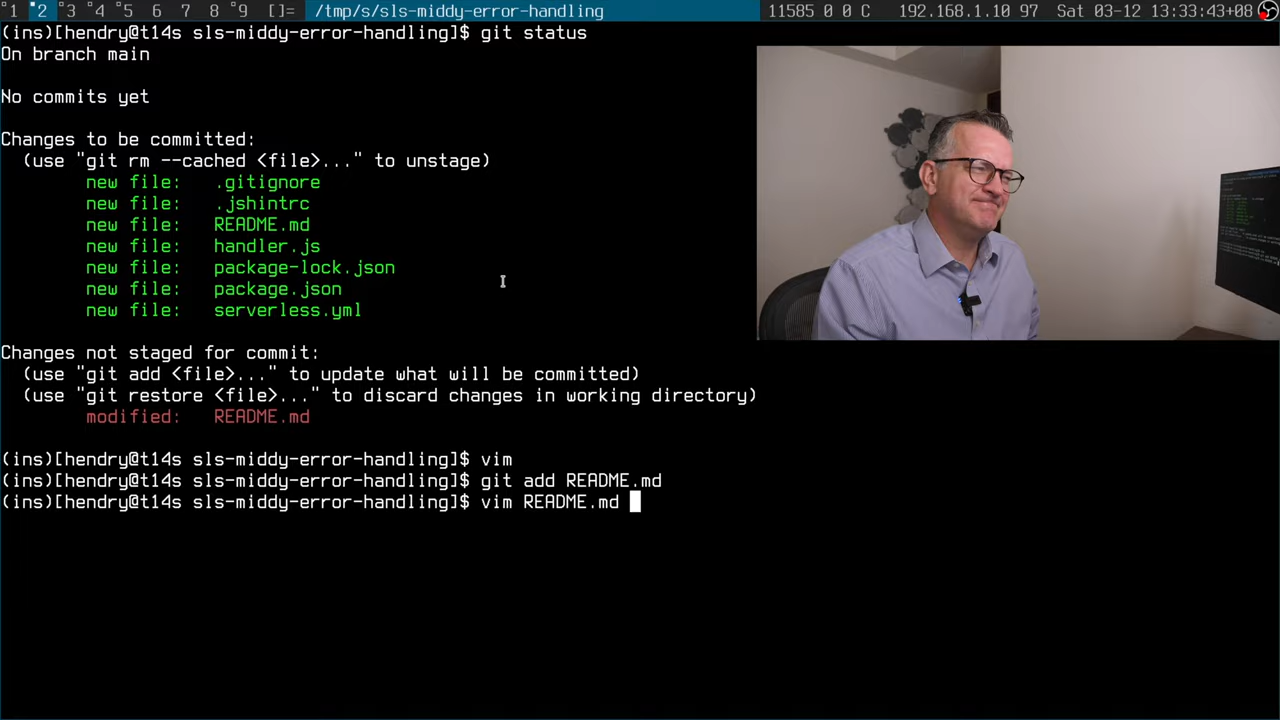 1 2 3 4 5 6 7 8 9 []= /tmp/s/sls-middy-error-handling 11585 0 0 C 192.168.1.10 97 Sat 03-12 13:33:43+08
(ins)[hendry@t14s sls-middy-error-handling]$ git status
On branch main
No commits yet
Changes to be committed:
(use "git rm --cached <file>..." to unstage)
new file: .gitignore
new file: .jshintrc
new file: README.md
new file: handler.js
new file: package-lock.json
new file: package.json
new file: serverless.yml
Changes not staged for commit:
(use "git add <file>..." to update what will be committed)
(use "git restore <file>..." to discard changes in working directory)
modified: README.md
(ins)[hendry@t14s sls-middy-error-handling]$ vim
(ins)[hendry@t14s sls-middy-error-handling]$ git add README.md
(ins)[hendry@t14s sls-middy-error-handling]$ vim README.md